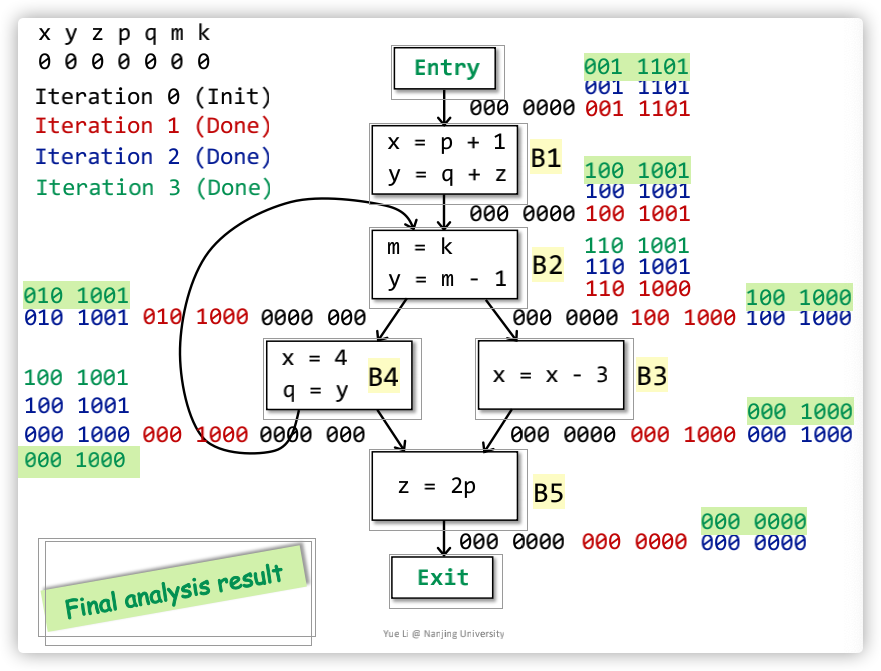 x y z p q m k
0 0 0 0 0 0 0
Iteration 0 (Init)
Iteration 1 (Done)
Iteration 2 (Done)
Iteration 3 (Done)
Entry
001 1101
001 1101
000 0000 001 1101
x = p + 1
y = q + z
B1
100 1001
100 1001
000 0000 100 1001
m = k
y = m - 1
B2
110 1001
110 1001
110 1000
010 1001
010 1001 010 1000 0000 000
100 1000
000 0000 100 1000 100 1000
x = 4
q = y
B4
x = x - 3
B3
100 1001
100 1001
000 1000 000 1000 0000 000
000 1000
000 1000
000 0000 000 1000 000 1000
z = 2p
B5
000 0000
000 0000 000 0000 000 0000
Exit
Final analysis result
Yue Li @ Nanjing University